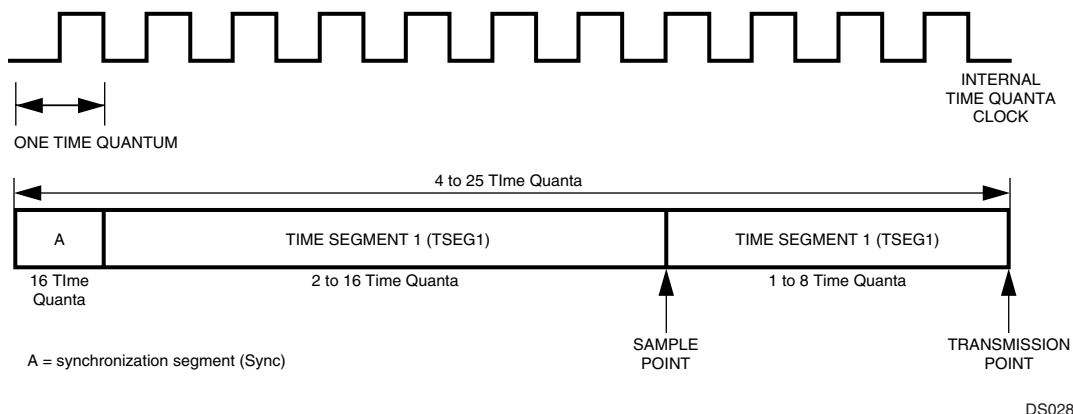 INTERNAL
TIME QUANTA
CLOCK
ONE TIME QUANTUM
4 to 25 TIme Quanta
A
TIME SEGMENT 1 (TSEG1)
TIME SEGMENT 1 (TSEG1)
16 TIme
Quanta
2 to 16 Time Quanta
1 to 8 Time Quanta
A = synchronization segment (Sync)
SAMPLE
POINT
TRANSMISSION
POINT
DS028